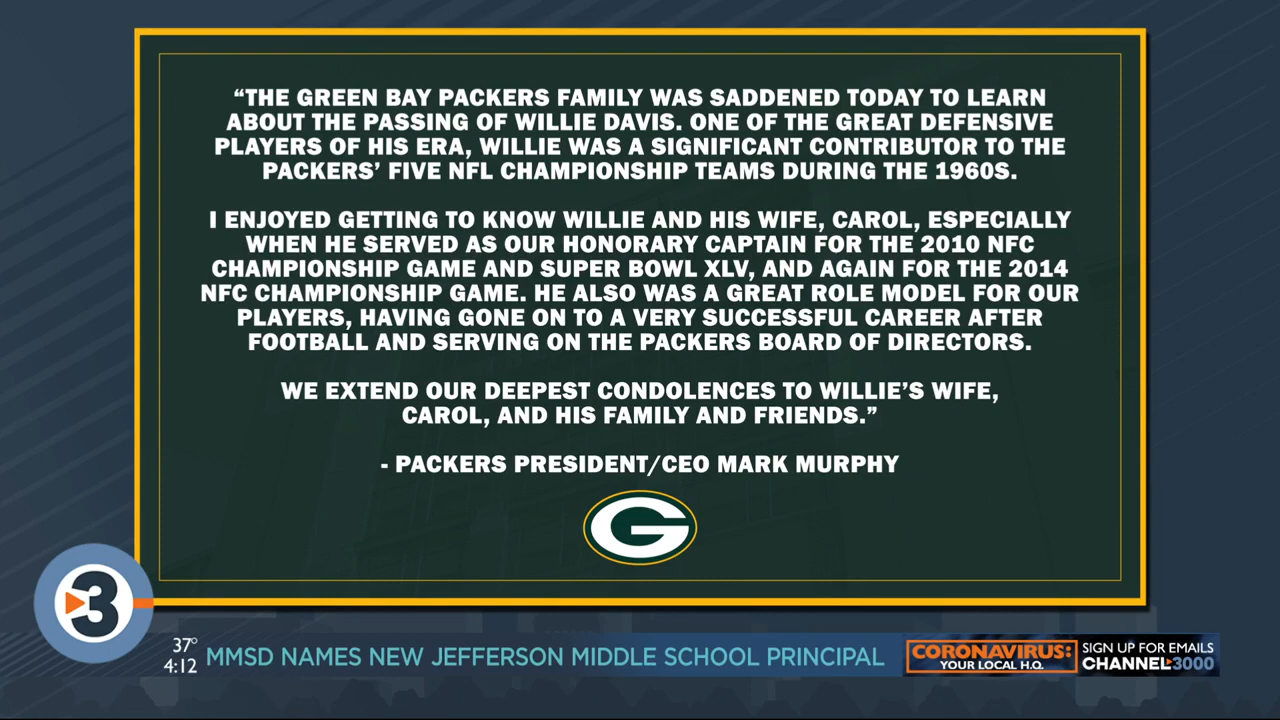 “THE GREEN BAY PACKERS FAMILY WAS SADDENED TODAY TO LEARN
ABOUT THE PASSING OF WILLIE DAVIS. ONE OF THE GREAT DEFENSIVE
PLAYERS OF HIS ERA, WILLIE WAS A SIGNIFICANT CONTRIBUTOR TO THE
PACKERS’ FIVE NFL CHAMPIONSHIP TEAMS DURING THE 1960S.
I ENJOYED GETTING TO KNOW WILLIE AND HIS WIFE, CAROL, ESPECIALLY
WHEN HE SERVED AS OUR HONORARY CAPTAIN FOR THE 2010 NFC
CHAMPIONSHIP GAME AND SUPER BOWL XLV, AND AGAIN FOR THE 2014
NFC CHAMPIONSHIP GAME. HE ALSO WAS A GREAT ROLE MODEL FOR OUR
PLAYERS, HAVING GONE ON TO A VERY SUCCESSFUL CAREER AFTER
FOOTBALL AND SERVING ON THE PACKERS BOARD OF DIRECTORS.
WE EXTEND OUR DEEPEST CONDOLENCES TO WILLIE’S WIFE,
CAROL, AND HIS FAMILY AND FRIENDS.”
- PACKERS PRESIDENT/CEO MARK MURPHY
G
3
37°
4:12
MMSD NAMES NEW JEFFERSON MIDDLE SCHOOL PRINCIPAL
CORONAVIRUS:
YOUR LOCAL H.Q.
SIGN UP FOR EMAILS
CHANNEL3000